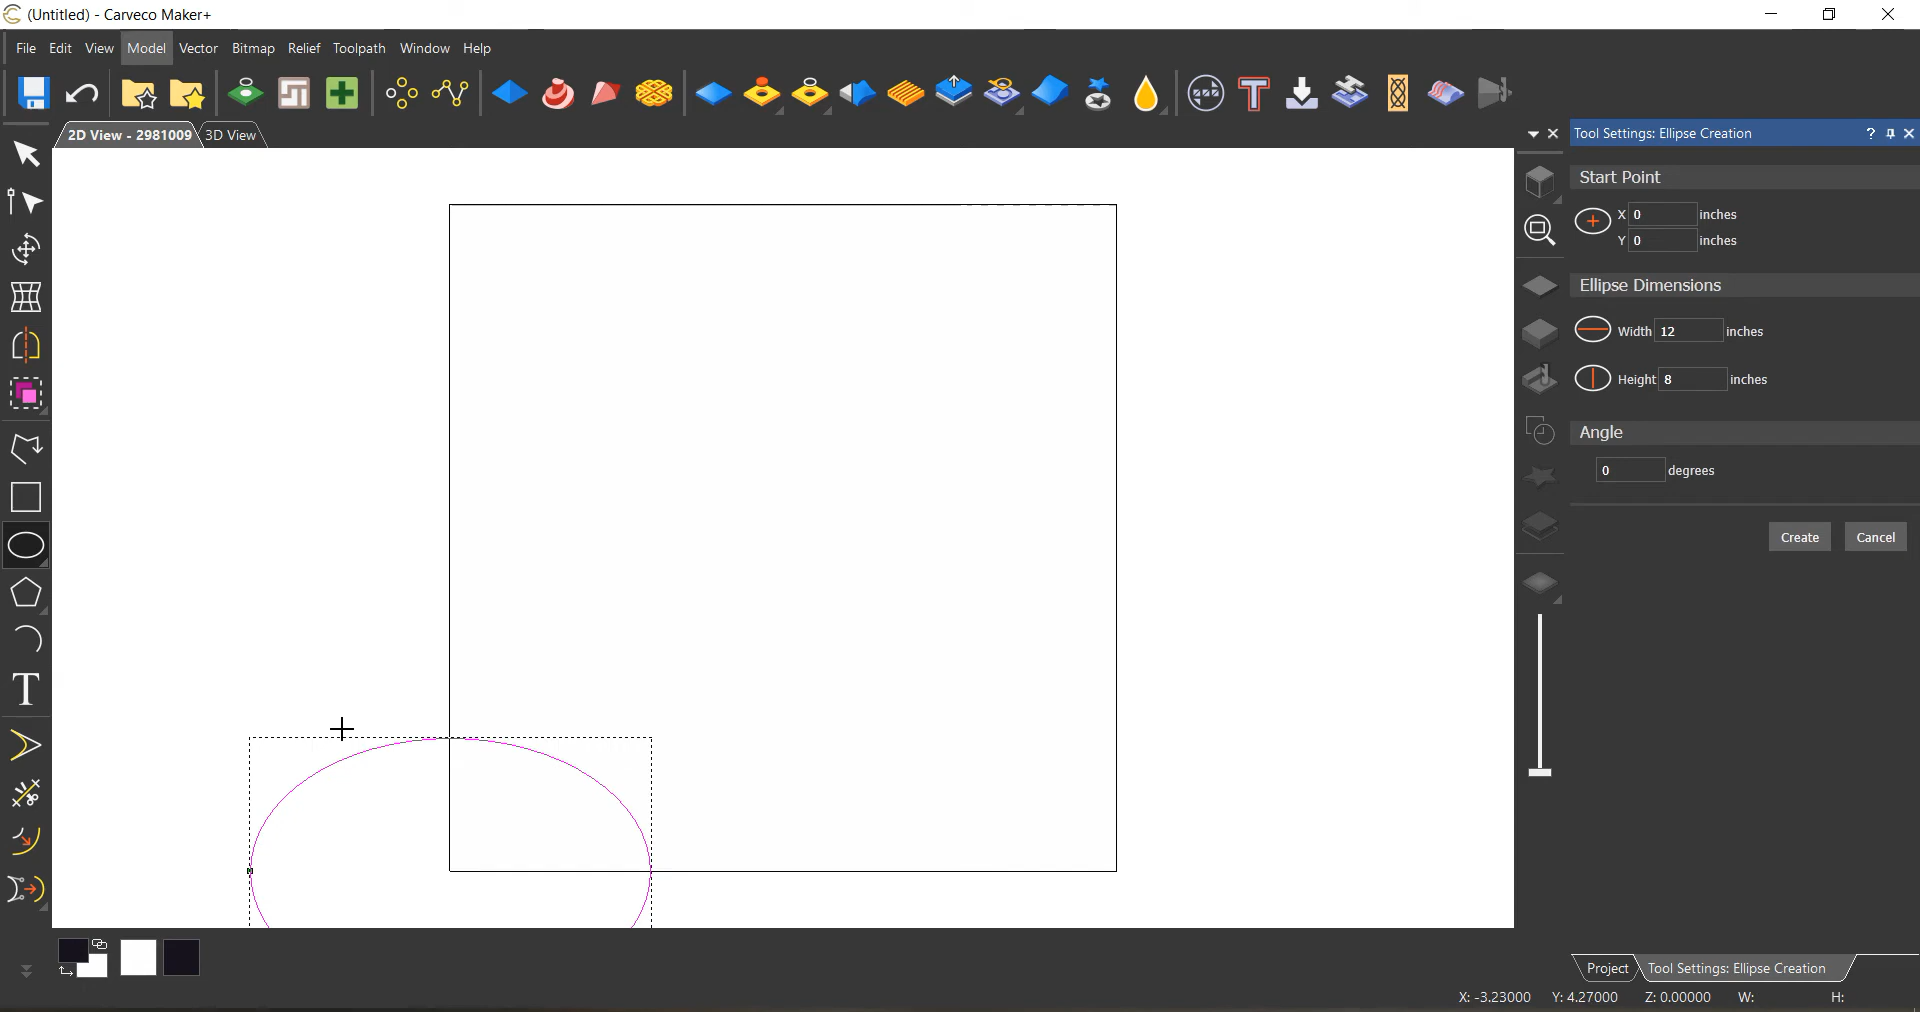 (Untitled) - Carveco Maker+
File Edit View Model Vector Bitmap Relief Toolpath Window Help
2D View - 2981009 3D View
Tool Settings: Ellipse Creation ?
Start Point
X 0 inches
Y 0 inches
Ellipse Dimensions
Width 12 inches
Height 8 inches
Angle
0 degrees
Create Cancel
Project Tool Settings: Ellipse Creation
X: -3.23000 Y: 4.27000 Z: 0.00000 W: H: